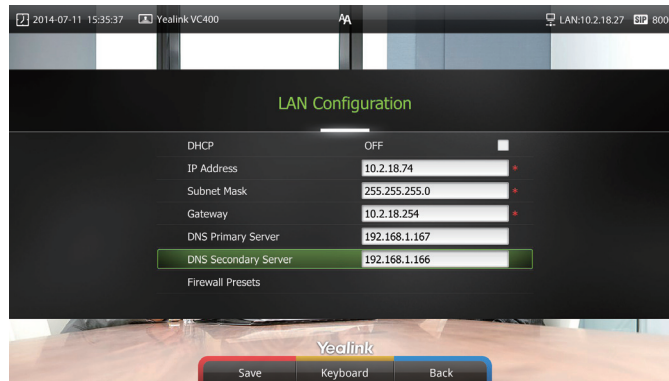 2014-07-11 15:35:37 Yealink VC400 AA LAN:10.2.18.27 SIP 800
LAN Configuration
DHCP OFF
IP Address 10.2.18.74 *
Subnet Mask 255.255.255.0 *
Gateway 10.2.18.254 *
DNS Primary Server 192.168.1.167
DNS Secondary Server 192.168.1.166
Firewall Presets
Yealink
Save Keyboard Back